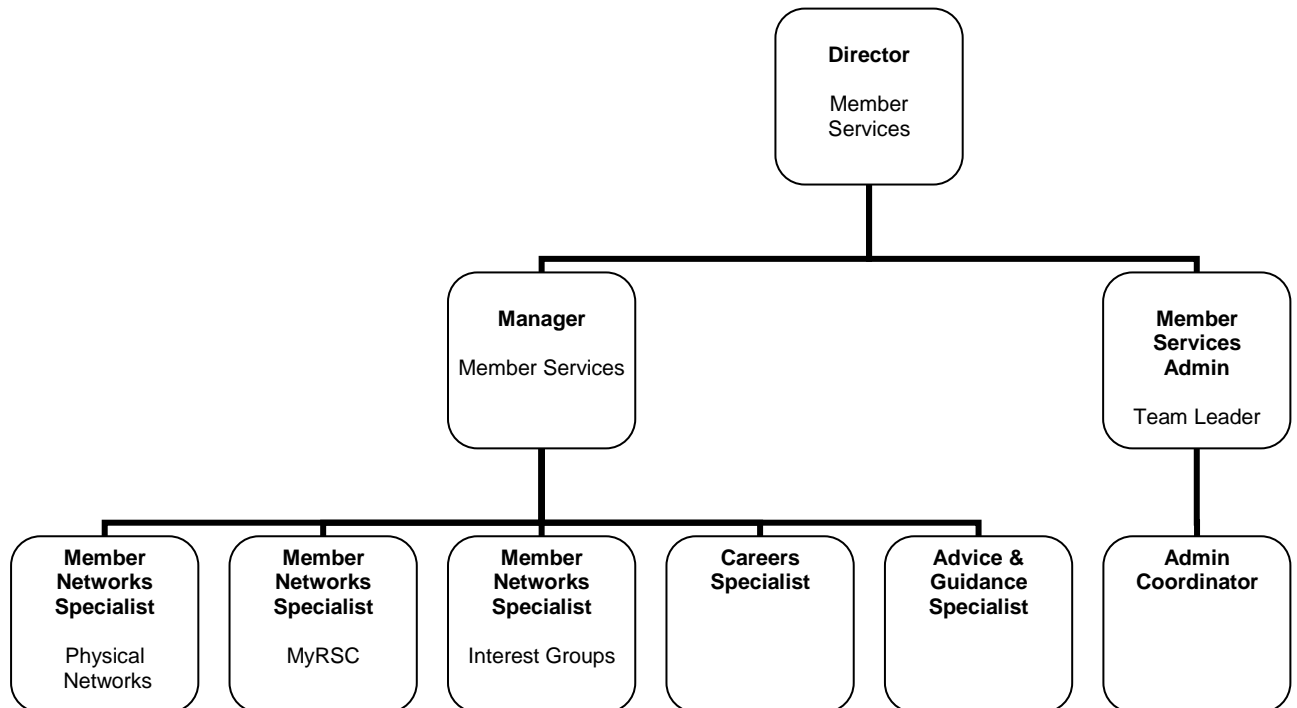 Director
Member
Services
Manager
Member Services
Member
Services
Admin
Team Leader
Member
Networks
Specialist
Physical
Networks
Member
Networks
Specialist
MyRSC
Member
Networks
Specialist
Interest Groups
Careers
Specialist
Advice &
Guidance
Specialist
Admin
Coordinator